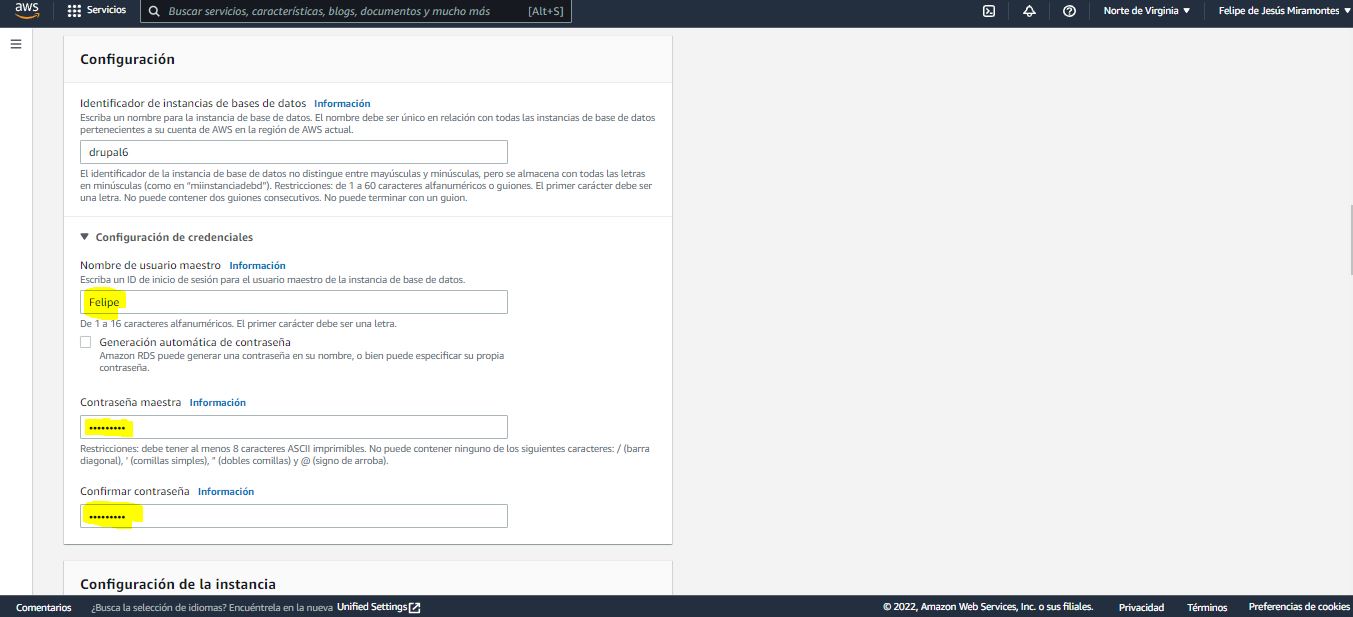 aws
Servicios
Buscar servicios, características, blogs, documentos y mucho más [Alt+S]
Norte de Virginia ▼
Felipe de Jesús Miramontes ▼
Configuración
Identificador de instancias de bases de datos Información
Escriba un nombre para la instancia de base de datos. El nombre debe ser único en relación con todas las instancias de base de datos
pertenecientes a su cuenta de AWS en la región de AWS actual.
drupal6
El identificador de la instancia de base de datos no distingue entre mayúsculas y minúsculas, pero se almacena con todas las letras
en minúsculas (como en "miinstanciadebd"). Restricciones: de 1 a 60 caracteres alfanuméricos o guiones. El primer carácter debe ser
una letra. No puede contener dos guiones consecutivos. No puede terminar con un guion.
▼ Configuración de credenciales
Nombre de usuario maestro Información
Escriba un ID de inicio de sesión para el usuario maestro de la instancia de base de datos.
Felipe
De 1 a 16 caracteres alfanuméricos. El primer carácter debe ser una letra.
Generación automática de contraseña
Amazon RDS puede generar una contraseña en su nombre, o bien puede especificar su propia
contraseña.
Contraseña maestra Información
•••••••••
Restricciones: debe tener al menos 8 caracteres ASCII imprimibles. No puede contener ninguno de los siguientes caracteres: / (barra
diagonal), ' (comillas simples), " (dobles comillas) y @ (signo de arroba).
Confirmar contraseña Información
•••••••••
Configuración de la instancia
Comentarios
¿Busca la selección de idiomas? Encuéntrela en la nueva Unified Settings
© 2022, Amazon Web Services, Inc. o sus filiales.
Privacidad
Términos
Preferencias de cookies